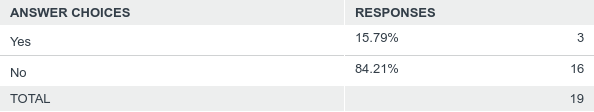 ANSWER CHOICES RESPONSES
Yes 15.79% 3
No 84.21% 16
TOTAL 19